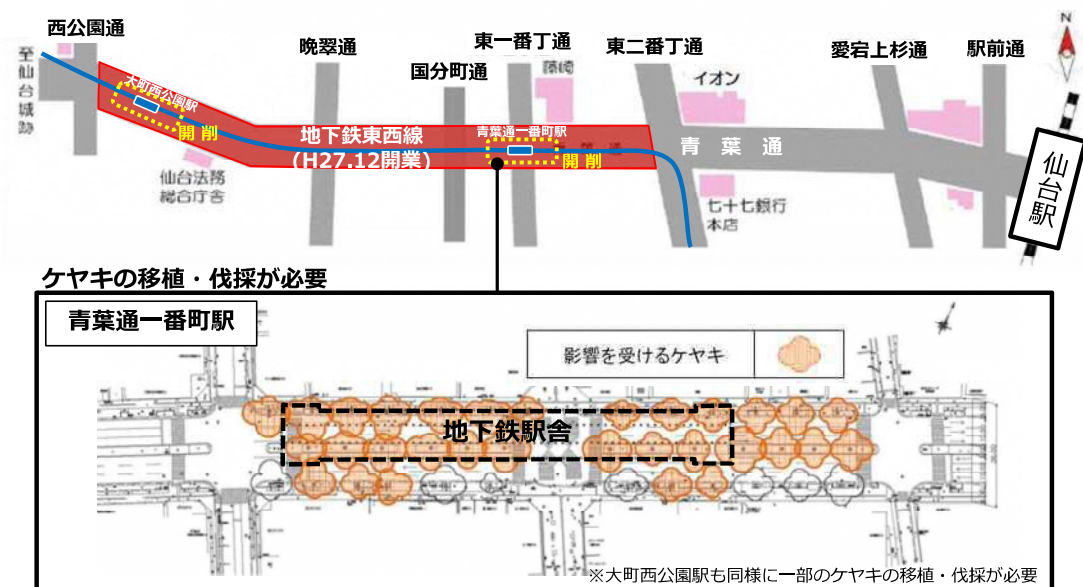 西公園通
晩翠通
国分町通
東一番丁通
東二番丁通
愛宕上杉通
駅前通
N
至仙台城跡
藤崎
イオン
大町西公園駅
開削
地下鉄東西線
(H27.12開業)
青葉通一番町駅
開削
青葉通
仙台法務
総合庁舎
七十七銀行
本店
仙台駅
ケヤキの移植・伐採が必要
青葉通一番町駅
影響を受けるケヤキ
地下鉄駅舎
※大町西公園駅も同様に一部のケヤキの移植・伐採が必要